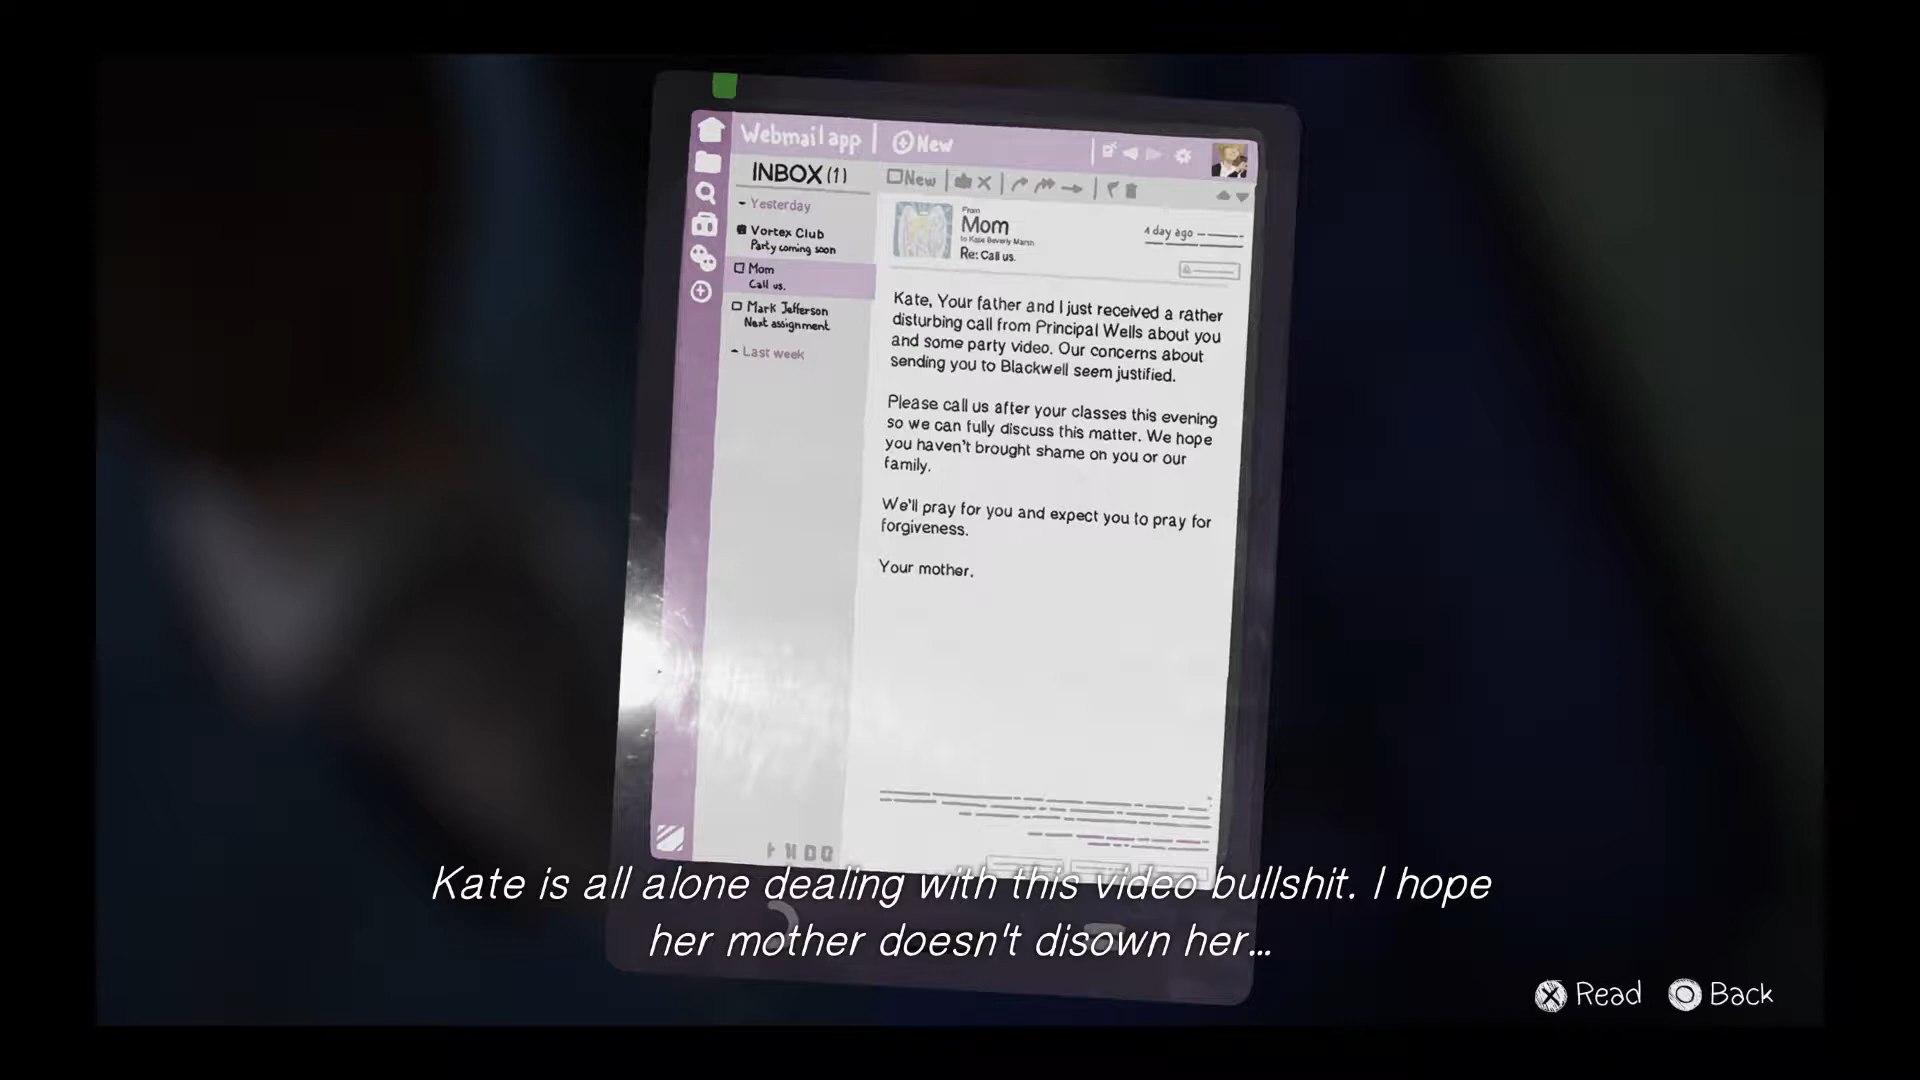 Webmail app
New
INBOX (1)
New
Yesterday
Vortex Club
Party coming soon
Mom
Call us.
Mark Jefferson
Next assignment
Last week
From
Mom
to Kate Beverly Marsh
Re: Call us.
day ago
Kate, Your father and I just received a rather
disturbing call from Principal Wells about you
and some party video. Our concerns about
sending you to Blackwell seem justified.
Please call us after your classes this evening
so we can fully discuss this matter. We hope
you haven't brought shame on you or our
family.
We'll pray for you and expect you to pray for
forgiveness.
Your mother.
Kate is all alone dealing with this video bullshit. I hope
her mother doesn't disown her...
Read
Back